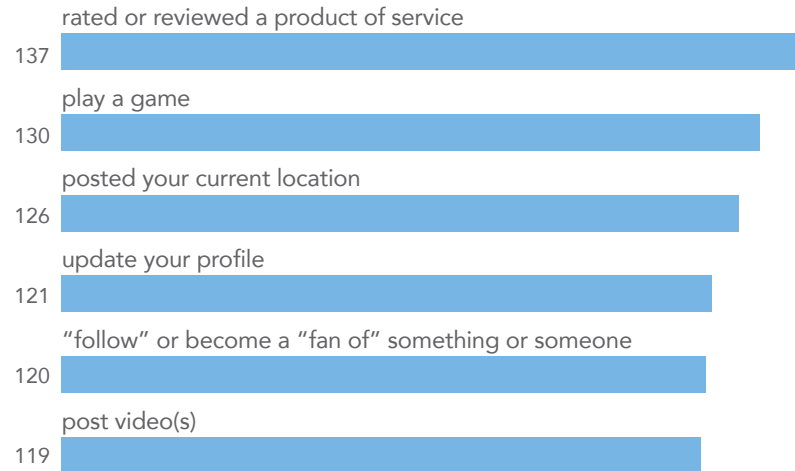 rated or reviewed a product of service
137
play a game
130
posted your current location
126
update your profile
121
“follow” or become a “fan of” something or someone
120
post video(s)
119